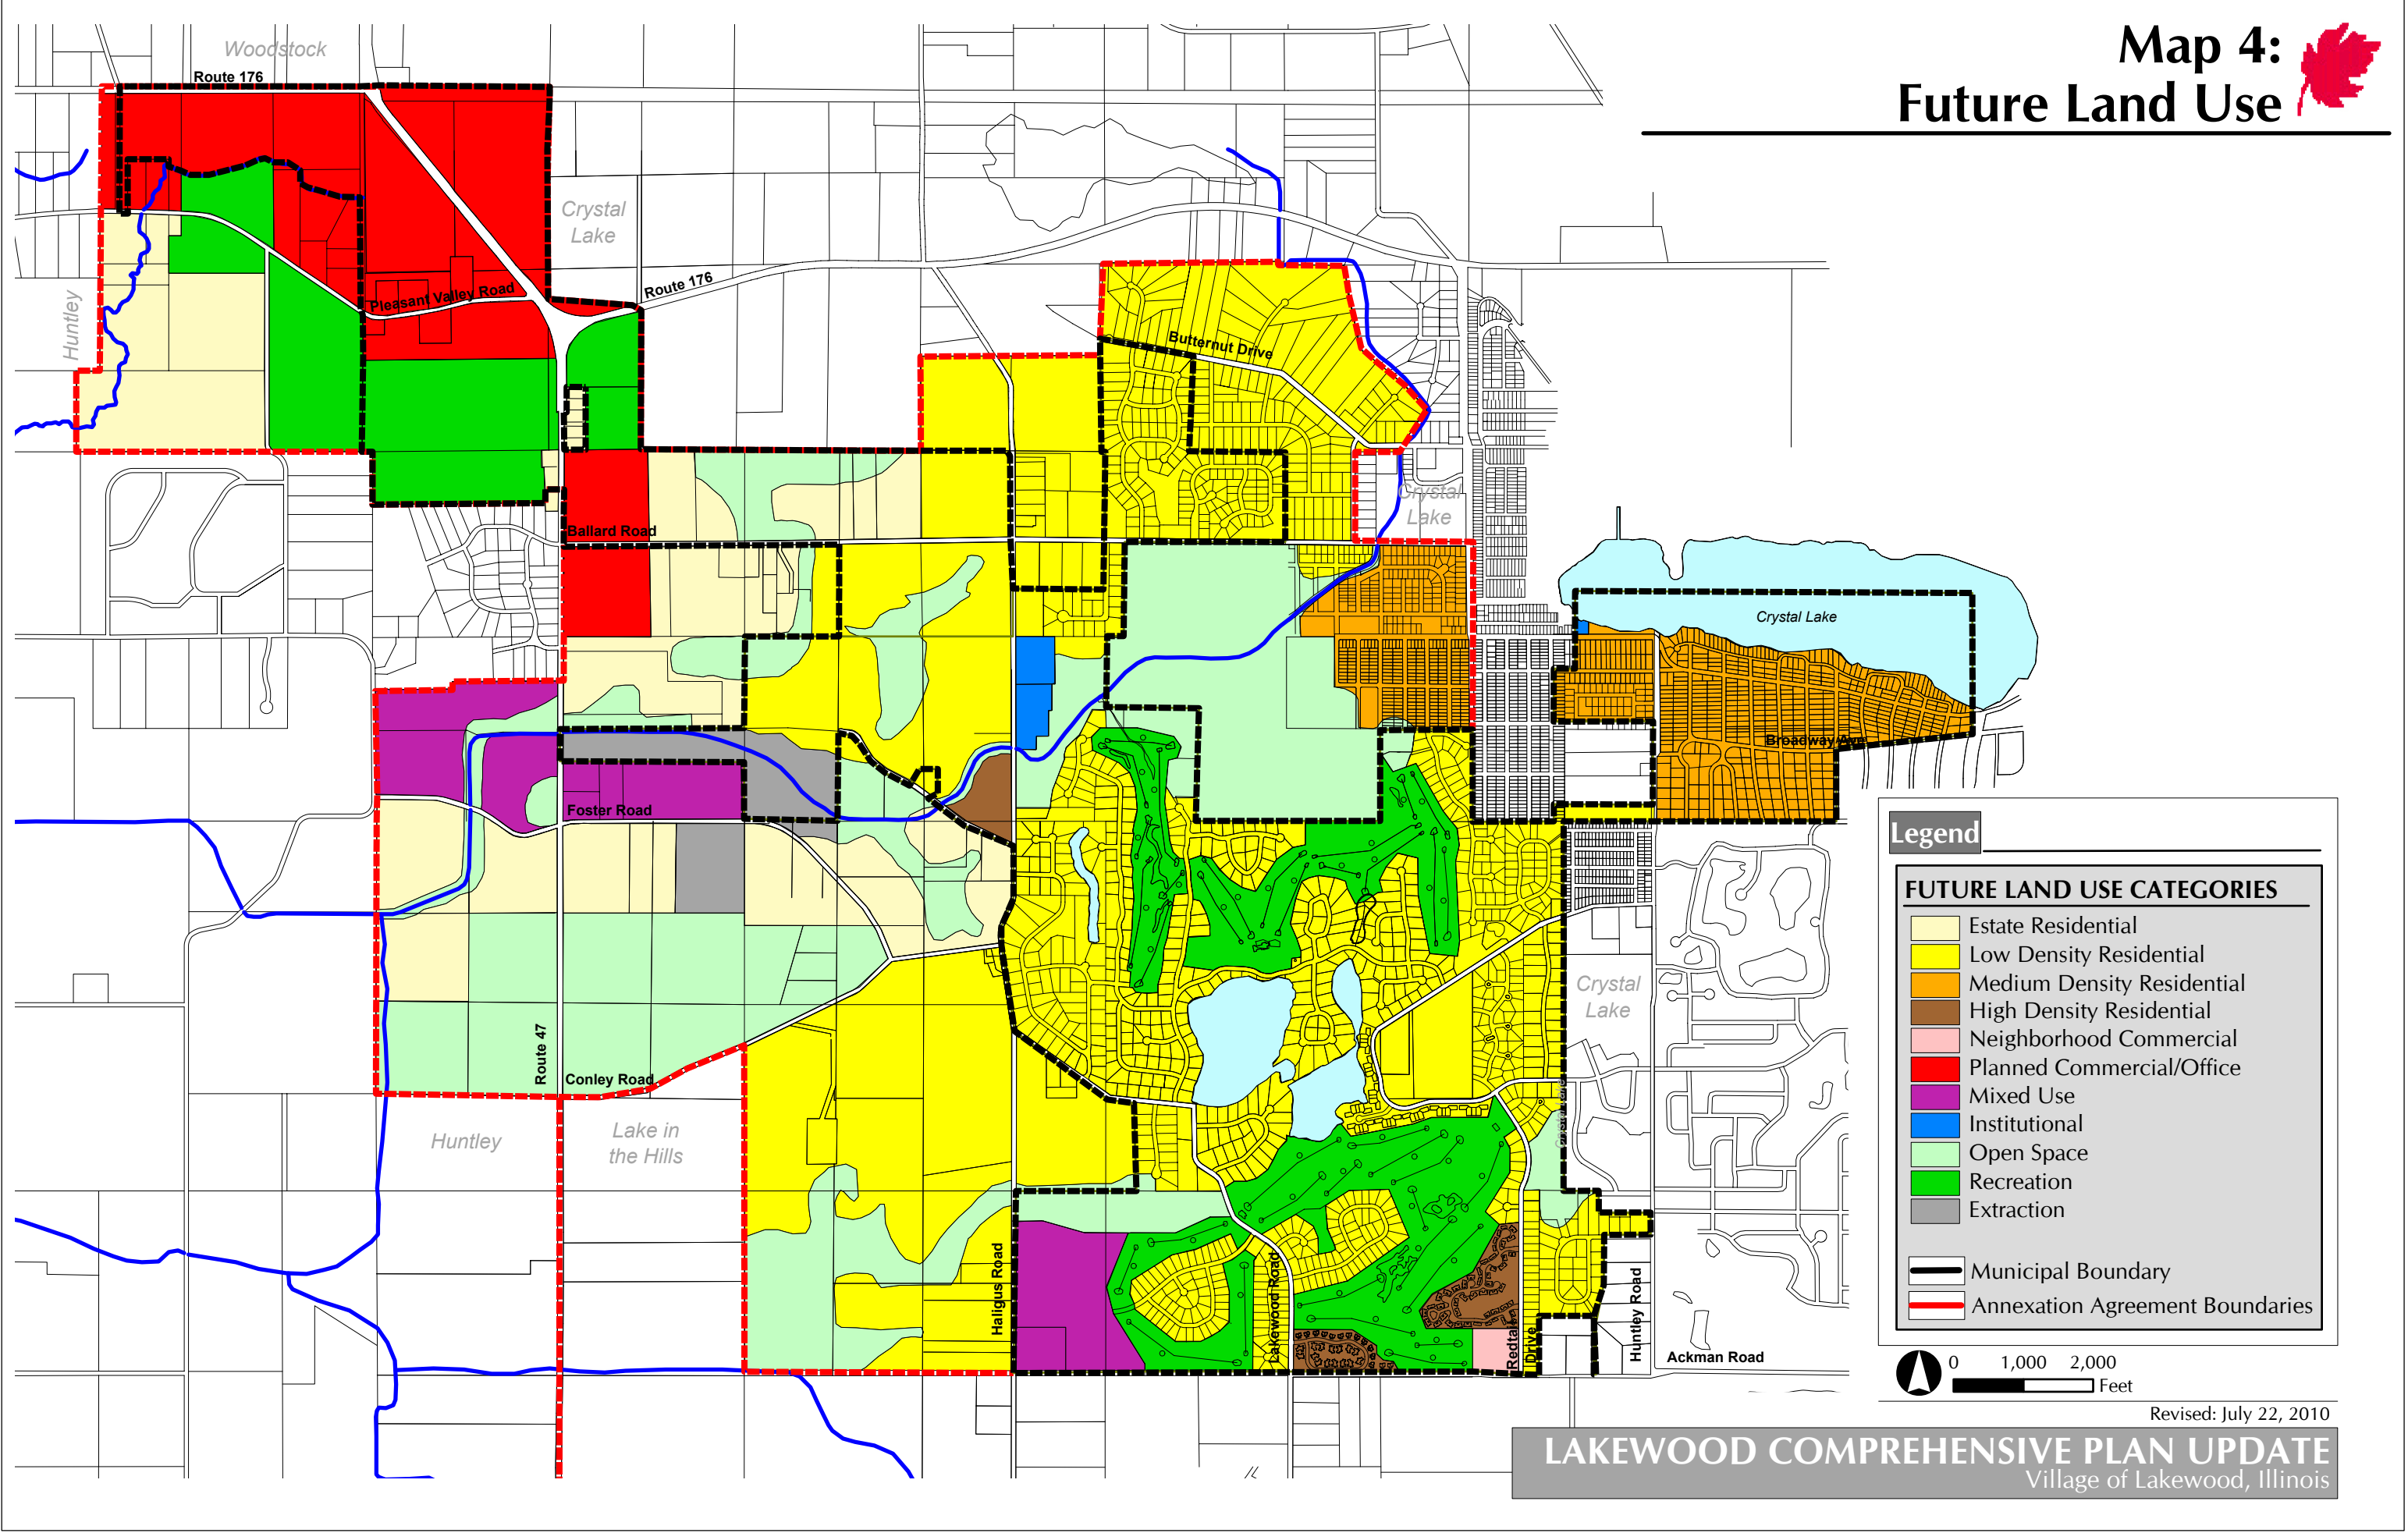 Map 4:
Future Land Use
Woodstock
Route 176
Crystal
Lake
Huntley
Pleasant Valley Road
Route 176
Butternut Drive
Crystal
Lake
Ballard Road
Crystal Lake
Broadway Ave
Foster Road
Crystal
Lake
Route 47
Conley Road
Huntley
Lake in
the Hills
Haligus Road
Lakewood Road
Redtail
Drive
Huntley Road
Ackman Road
Legend
FUTURE LAND USE CATEGORIES
Estate Residential
Low Density Residential
Medium Density Residential
High Density Residential
Neighborhood Commercial
Planned Commercial/Office
Mixed Use
Institutional
Open Space
Recreation
Extraction
Municipal Boundary
Annexation Agreement Boundaries
0 1,000 2,000
Feet
Revised: July 22, 2010
LAKEWOOD COMPREHENSIVE PLAN UPDATE
Village of Lakewood, Illinois